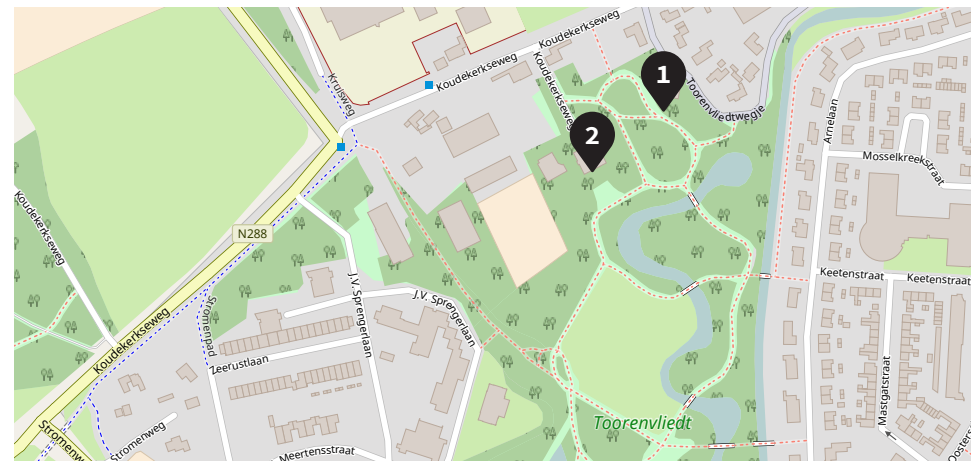 Koudekerkseweg
Kruisweg
Koudekerkseweg
Koudekerkseweg
1
Toorenvliedtwegje
2
Arnelaan
Mosselkreekstraat
Koudekerkseweg
N288
Keetenstraat
Keetenstraat
J.V. Sprengerlaan
J.V. Sprengerlaan
Stromenpad
Koudekerkseweg
Zeerustlaan
Mastgatstraat
Toorenvliedt
Stromenweg
Stromenweg
Meertensstraat